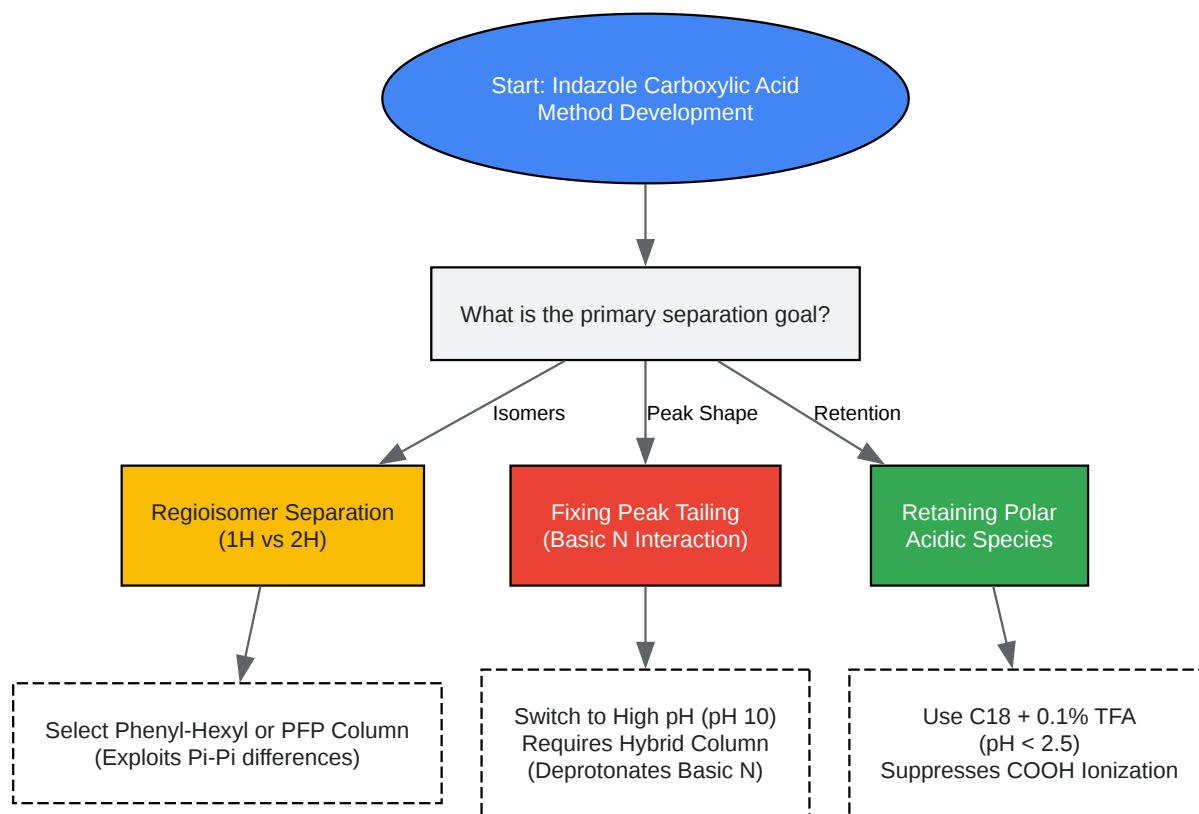 Start: Indazole Carboxylic Acid
Method Development
What is the primary separation goal?
Isomers
Peak Shape
Retention
Regioisomer Separation
(1H vs 2H)
Fixing Peak Tailing
(Basic N Interaction)
Retaining Polar
Acidic Species
Select Phenyl-Hexyl or PFP Column
(Exploits Pi-Pi differences)
Switch to High pH (pH 10)
Requires Hybrid Column
(Deprotonates Basic N)
Use C18 + 0.1% TFA
(pH < 2.5)
Suppresses COOH Ionization